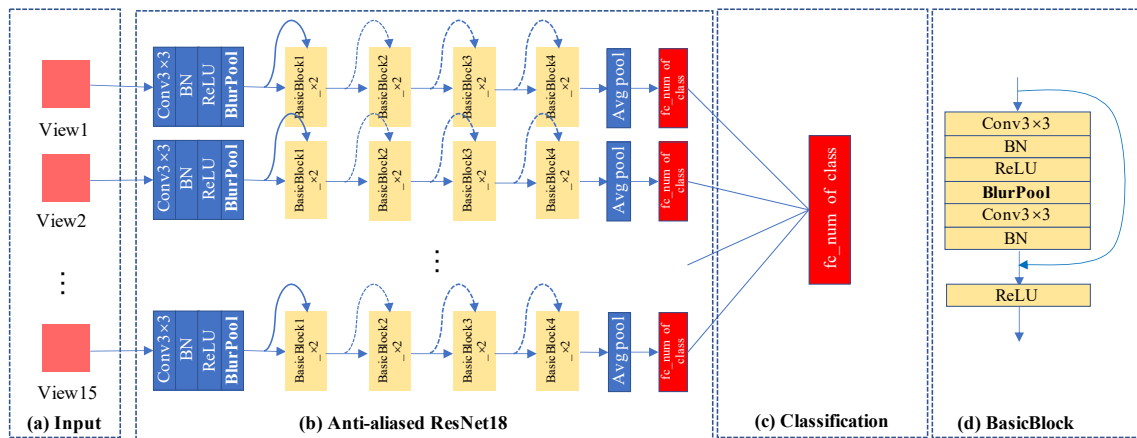 View1
Conv3×3
BN
ReLU
BlurPool
BasicBlock1
_×2
BasicBlock2
_×2
BasicBlock3
_×2
BasicBlock4
_×2
Avg pool
fc_num of
class
View2
Conv3×3
BN
ReLU
BlurPool
BasicBlock1
_×2
BasicBlock2
_×2
BasicBlock3
_×2
BasicBlock4
_×2
Avg pool
fc_num of
class
⋮
⋮
View15
Conv3×3
BN
ReLU
BlurPool
BasicBlock1
_×2
BasicBlock2
_×2
BasicBlock3
_×2
BasicBlock4
_×2
Avg pool
fc_num of
class
fc_num of class
Conv3×3
BN
ReLU
BlurPool
Conv3×3
BN
ReLU
(a) Input
(b) Anti-aliased ResNet18
(c) Classification
(d) BasicBlock